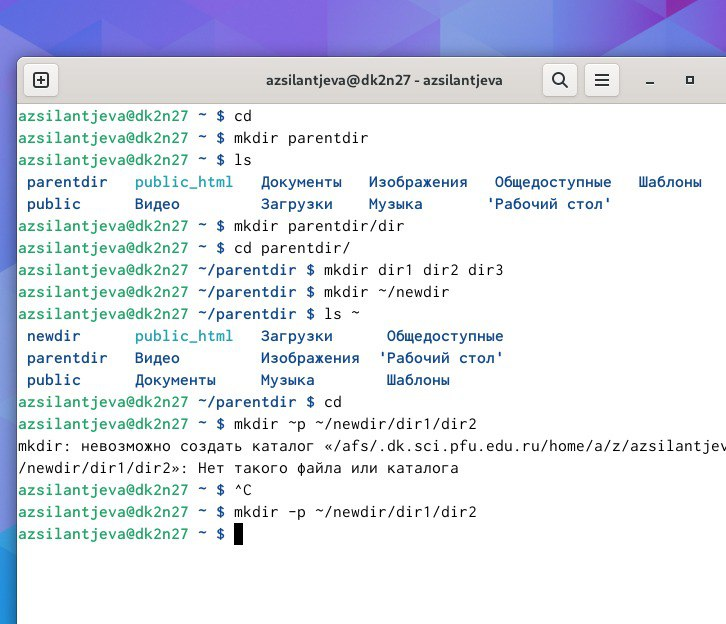 azsilantjeva@dk2n27 - azsilantjeva
azsilantjeva@dk2n27 ~ $ cd
azsilantjeva@dk2n27 ~ $ mkdir parentdir
azsilantjeva@dk2n27 ~ $ ls
parentdir public_html Документы Изображения Общедоступные Шаблоны
public Видео Загрузки Музыка 'Рабочий стол'
azsilantjeva@dk2n27 ~ $ mkdir parentdir/dir
azsilantjeva@dk2n27 ~ $ cd parentdir/
azsilantjeva@dk2n27 ~/parentdir $ mkdir dir1 dir2 dir3
azsilantjeva@dk2n27 ~/parentdir $ mkdir ~/newdir
azsilantjeva@dk2n27 ~/parentdir $ ls ~
newdir public_html Загрузки Общедоступные
parentdir Видео Изображения 'Рабочий стол'
public Документы Музыка Шаблоны
azsilantjeva@dk2n27 ~/parentdir $ cd
azsilantjeva@dk2n27 ~ $ mkdir ~p ~/newdir/dir1/dir2
mkdir: невозможно создать каталог «/afs/.dk.sci.pfu.edu.ru/home/a/z/azsilantjev
/newdir/dir1/dir2»: Нет такого файла или каталога
azsilantjeva@dk2n27 ~ $ ^C
azsilantjeva@dk2n27 ~ $ mkdir -p ~/newdir/dir1/dir2
azsilantjeva@dk2n27 ~ $